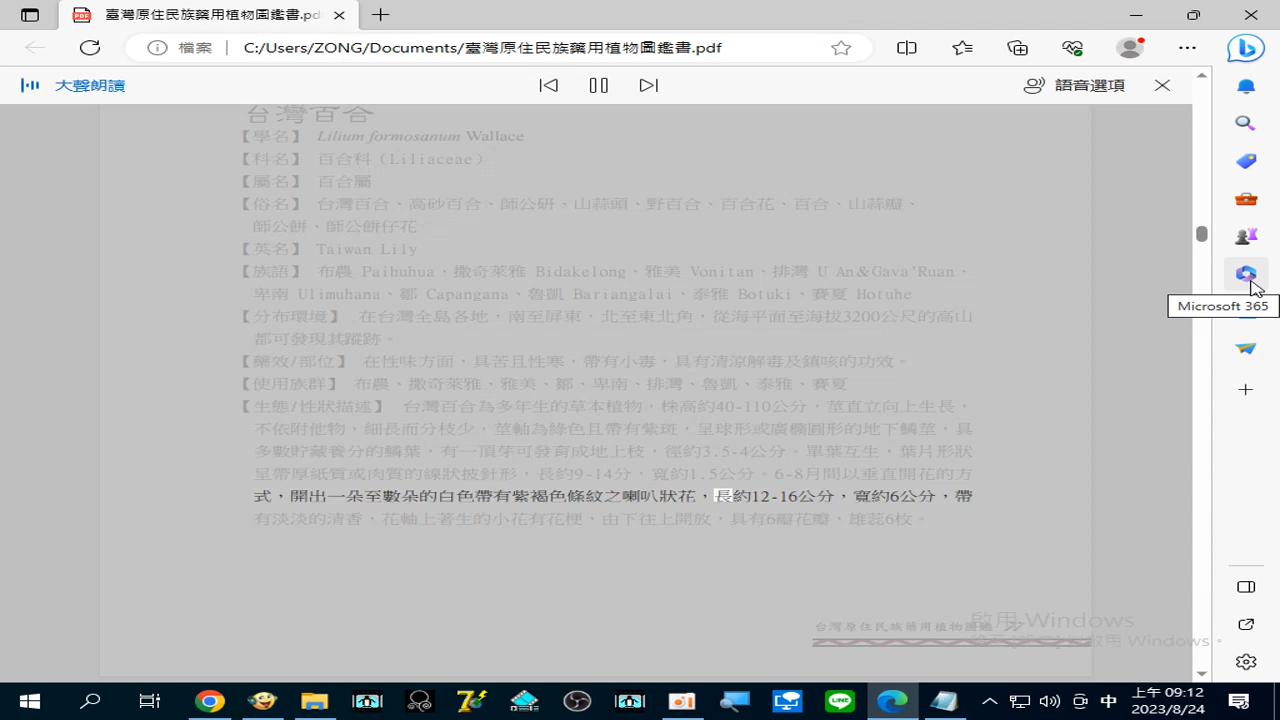 臺灣原住民族藥用植物圖鑑書.pdf
檔案
C:/Users/ZONG/Documents/臺灣原住民族藥用植物圖鑑書.pdf
大聲朗讀
語音選項
台灣百合
【學名】 Lilium formosanum Wallace
【科名】 百合科（Liliaceae）
【屬名】 百合屬
【俗名】 台灣百合、高砂百合、師公研、山蒜頭、野百合、百合花、百合、山蒜瓣、
師公餅、師公餅仔花
【英名】 Taiwan Lily
【族語】 布農 Paihuhua、撒奇萊雅 Bidakelong、雅美 Vonitan、排灣 U An＆Gava'Ruan、
卑南 Ulimuhana、鄒 Capangana、魯凱 Bariangalai、泰雅 Botuki、賽夏 Hotuhe
【分布環境】 在台灣全島各地，南至屏東，北至東北角，從海平面至海拔3200公尺的高山
都可發現其蹤跡。
【藥效/部位】 在性味方面，具苦且性寒，帶有小毒，具有清涼解毒及鎮咳的功效。
【使用族群】 布農、撒奇萊雅、雅美、鄒、卑南、排灣、魯凱、泰雅、賽夏
【生態/性狀描述】 台灣百合為多年生的草本植物，株高約40-110公分，莖直立向上生長，
不依附他物，細長而分枝少，莖軸為綠色且帶有紫斑，呈球形或廣橢圓形的地下鱗莖，具
多數貯藏養分的鱗葉，有一頂芽可發育成地上枝，徑約3.5-4公分。單葉互生，葉片形狀
呈帶厚紙質或肉質的線狀披針形，長約9-14分，寬約1.5公分。6-8月間以垂直開花的方
式，開出一朵至數朵的白色帶有紫褐色條紋之喇叭狀花，長約12-16公分，寬約6公分，帶
有淡淡的清香，花軸上著生的小花有花梗，由下往上開放，具有6瓣花瓣，雄蕊6枚。
台灣原住民族藥用植物圖鑑 77
啟用 Windows
Microsoft 365
中
上午 09:12
2023/8/24